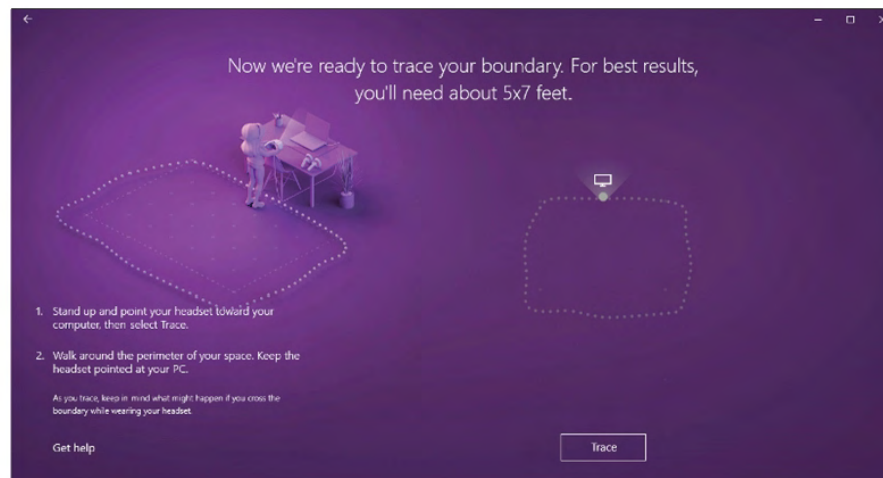 Now we're ready to trace your boundary. For best results,
you'll need about 5x7 feet.
1. Stand up and point your headset toward your
computer, then select Trace.
2. Walk around the perimeter of your space. Keep the
headset pointed at your PC.
As you trace, keep in mind what might happen if you cross the
boundary while wearing your headset.
Get help
Trace